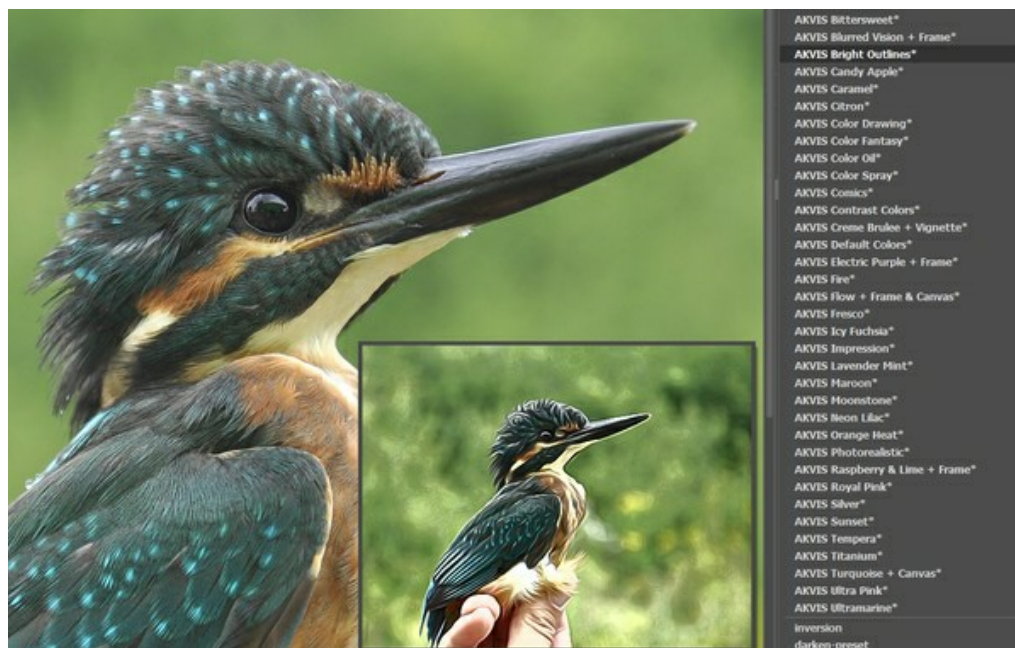 AKVIS Bittersweet*
AKVIS Blurred Vision + Frame*
AKVIS Bright Outlines*
AKVIS Candy Apple*
AKVIS Caramel*
AKVIS Citron*
AKVIS Color Drawing*
AKVIS Color Fantasy*
AKVIS Color Oil*
AKVIS Color Spray*
AKVIS Comics*
AKVIS Contrast Colors*
AKVIS Creme Brulee + Vignette*
AKVIS Default Colors*
AKVIS Electric Purple + Frame*
AKVIS Fire*
AKVIS Flow + Frame & Canvas*
AKVIS Fresco*
AKVIS Icy Fuchsia*
AKVIS Impression*
AKVIS Lavender Mint*
AKVIS Maroon*
AKVIS Moonstone*
AKVIS Neon Lilac*
AKVIS Orange Heat*
AKVIS Photorealistic*
AKVIS Raspberry & Lime + Frame*
AKVIS Royal Pink*
AKVIS Silver*
AKVIS Sunset*
AKVIS Tempera*
AKVIS Titanium*
AKVIS Turquoise + Canvas*
AKVIS Ultra Pink*
AKVIS Ultramarine*
inversion
darken-preset